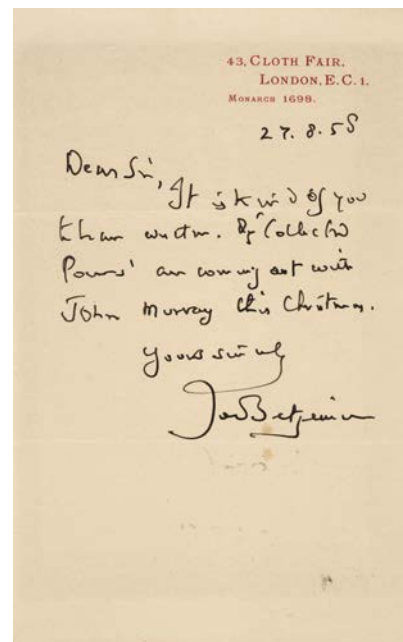 43, CLOTH FAIR,
LONDON, E.C.1.
MONARCH 1698.
27.8.58
Dear Sir,
It is kind of you
to have written. My 'Collected
Poems' are coming out with
John Murray this Christmas.
Yours sincerely
John Betjeman